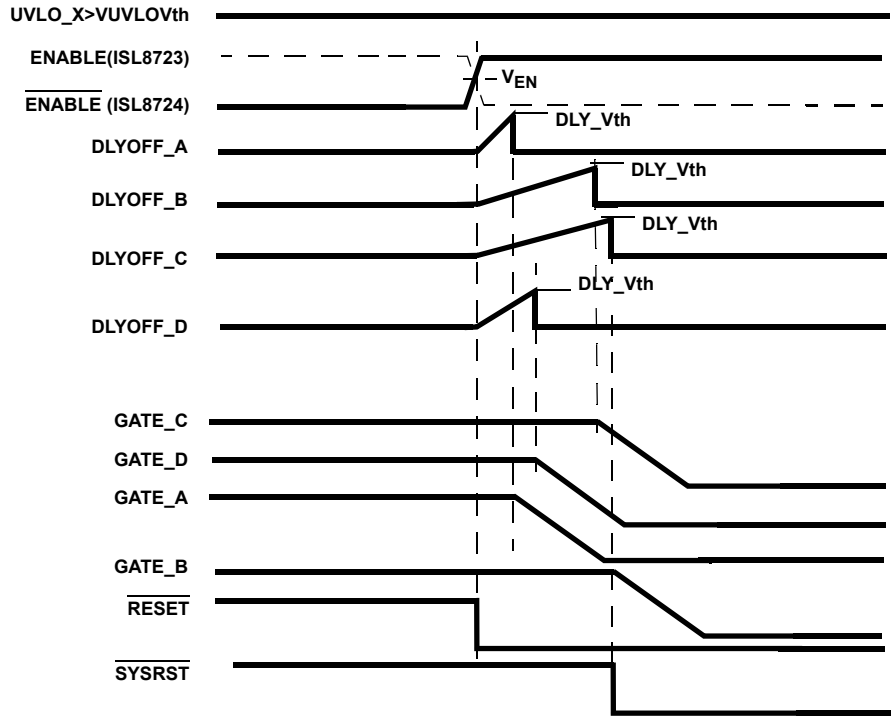 UVLO_X>VUVLOVth
ENABLE(ISL8723)
VEN
ENABLE (ISL8724)
DLY_Vth
DLYOFF_A
DLY_Vth
DLYOFF_B
DLY_Vth
DLYOFF_C
DLY_Vth
DLYOFF_D
GATE_C
GATE_D
GATE_A
GATE_B
RESET
SYSRST